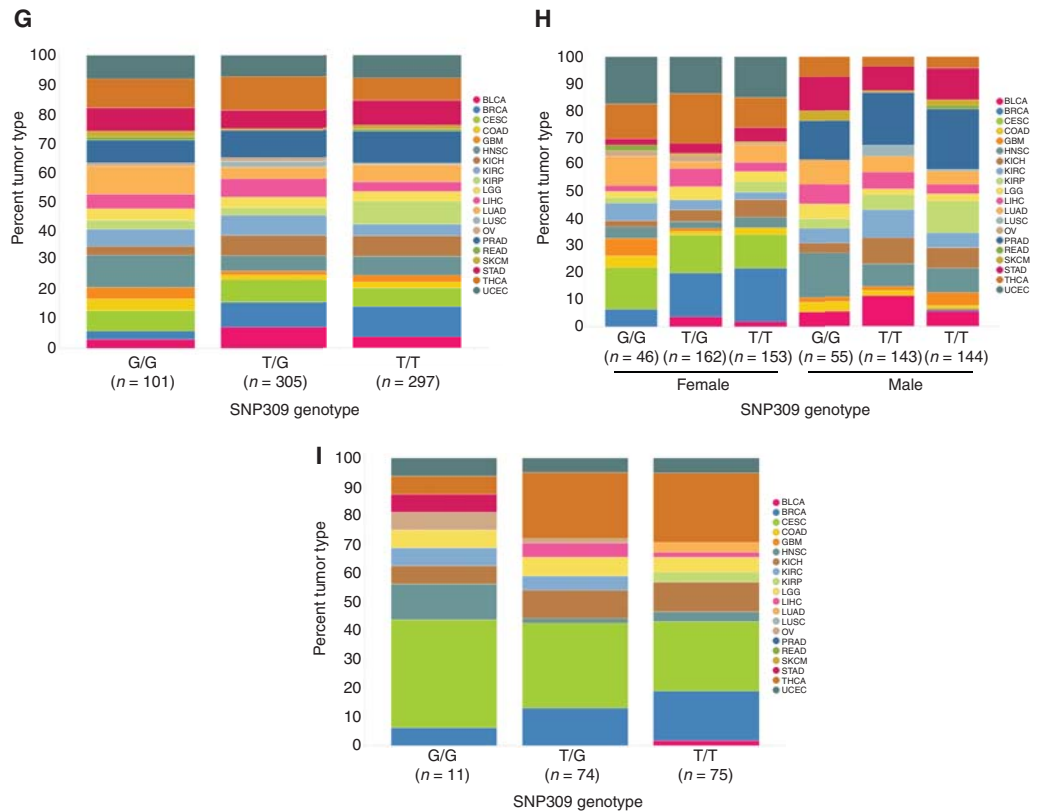 G
100
90
80
70
60
50
40
30
20
10
0
Percent tumor type
G/G
(n = 101)
T/G
(n = 305)
T/T
(n = 297)
SNP309 genotype
BLCA
BRCA
CESC
COAD
GBM
HNSC
KICH
KIRC
KIRP
LGG
LIHC
LUAD
LUSC
OV
PRAD
READ
SKCM
STAD
THCA
UCEC
H
100
90
80
70
60
50
40
30
20
10
0
Percent tumor type
G/G
(n = 46)
T/G
(n = 162)
T/T
(n = 153)
G/G
(n = 55)
T/T
(n = 143)
T/T
(n = 144)
Female
Male
SNP309 genotype
BLCA
BRCA
CESC
COAD
GBM
HNSC
KICH
KIRC
KIRP
LGG
LIHC
LUAD
LUSC
OV
PRAD
READ
SKCM
STAD
THCA
UCEC
I
100
90
80
70
60
50
40
30
20
10
0
Percent tumor type
G/G
(n = 11)
T/G
(n = 74)
T/T
(n = 75)
SNP309 genotype
BLCA
BRCA
CESC
COAD
GBM
HNSC
KICH
KIRC
KIRP
LGG
LIHC
LUAD
LUSC
OV
PRAD
READ
SKCM
STAD
THCA
UCEC